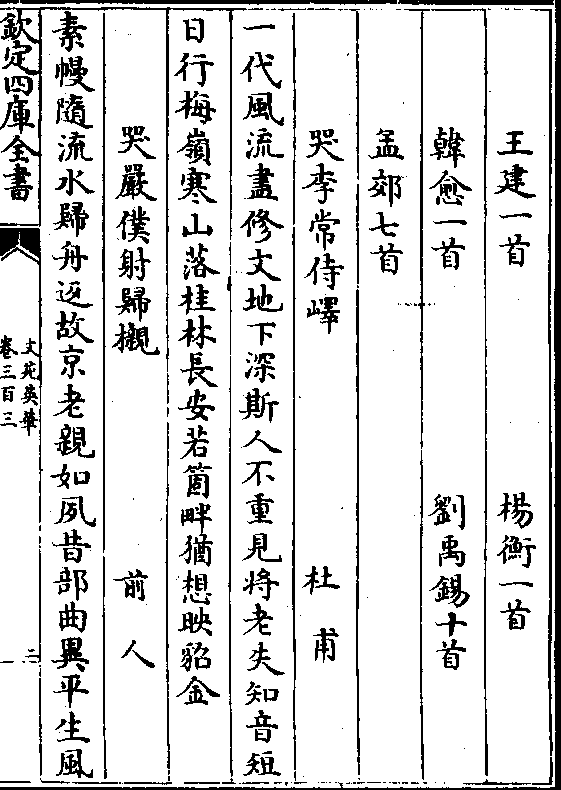 王建一首 楊衡一首
韓愈一首 劉禹錫十首
孟郊七首
哭李常侍嶧 杜甫
一代風流盡修文地下深斯人不重見將老失知音短
日行梅嶺寒山落桂林長安若箇畔猶想映貂金
哭嚴僕射歸櫬 前人
素幔隨流水歸舟返故京老親如夙昔部曲異平生風
欽定四庫全書 文苑英華 卷三百三 二